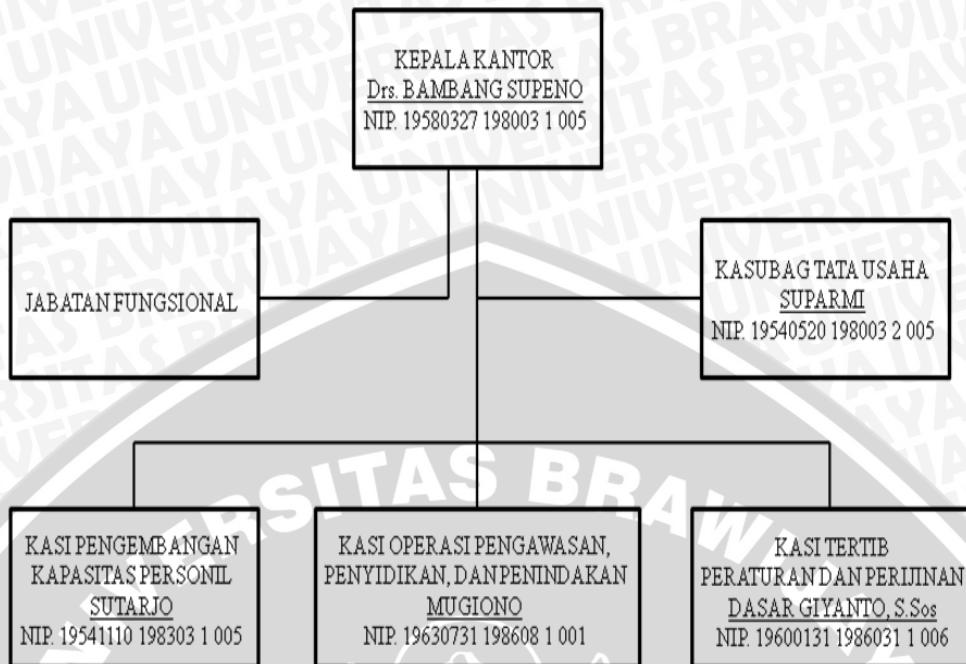 KEPALA KANTOR
Drs. BAMBANG SUPENO
NIP. 19580327 198003 1 005
JABATAN FUNGSIONAL
KASUBAG TATA USAHA
SUPARMI
NIP. 19540520 198003 2 005
KASI PENGEMBANGAN
KAPASITAS PERSONIL
SUTARJO
NIP. 19541110 198303 1 005
KASI OPERASI PENGAWASAN,
PENYIDIKAN, DAN PENINDAKAN
MUGIONO
NIP. 19630731 198608 1 001
KASI TERTIB
PERATURAN DAN PERIJINAN
DASAR GIYANTO, S.Sos
NIP. 19600131 1986031 1 006
UNIVERSITAS BRAWIJAYA